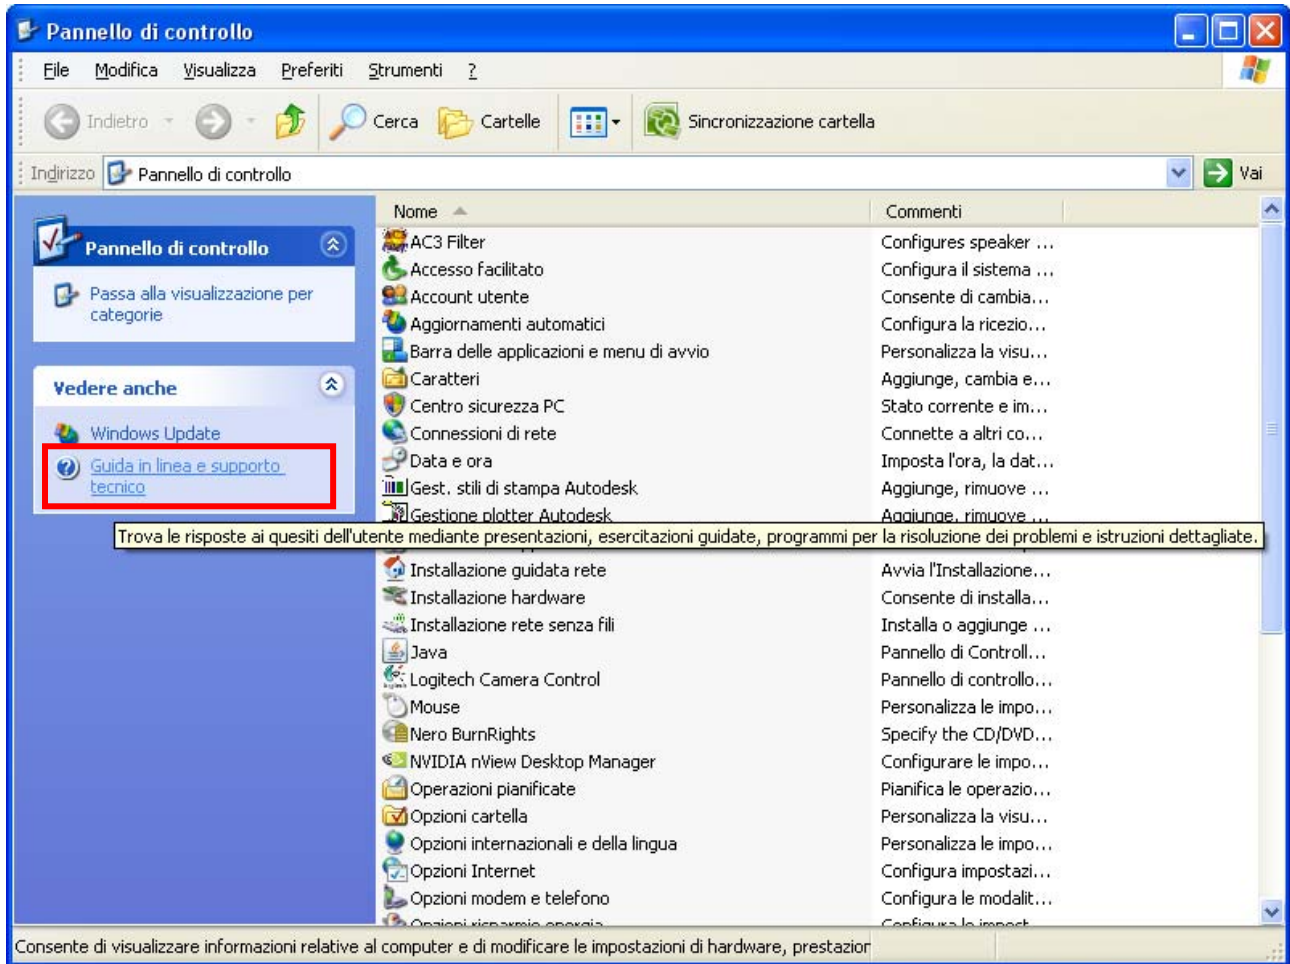 Pannello di controllo
File Modifica Visualizza Preferiti Strumenti ?
Indietro Cerca Cartelle Sincronizzazione cartella
Indirizzo Pannello di controllo Vai
Pannello di controllo
Passa alla visualizzazione per
categorie
Vedere anche
Windows Update
Guida in linea e supporto
tecnico
Nome Commenti
AC3 Filter Configures speaker ...
Accesso facilitato Configura il sistema ...
Account utente Consente di cambia...
Aggiornamenti automatici Configura la ricezio...
Barra delle applicazioni e menu di avvio Personalizza la visu...
Caratteri Aggiunge, cambia e...
Centro sicurezza PC Stato corrente e im...
Connessioni di rete Connette a altri co...
Data e ora Imposta l'ora, la dat...
Gest. stili di stampa Autodesk Aggiunge, rimuove ...
Gestione plotter Autodesk Aggiunge, rimuove ...
Trova le risposte ai quesiti dell'utente mediante presentazioni, esercitazioni guidate, programmi per la risoluzione dei problemi e istruzioni dettagliate.
Installazione guidata rete Avvia l'Installazione...
Installazione hardware Consente di installa...
Installazione rete senza fili Installa o aggiunge ...
Java Pannello di Controll...
Logitech Camera Control Pannello di controllo...
Mouse Personalizza le impo...
Nero BurnRights Specify the CD/DVD...
NVIDIA nView Desktop Manager Configurare le impo...
Operazioni pianificate Pianifica le operazio...
Opzioni cartella Personalizza la visu...
Opzioni internazionali e della lingua Personalizza le impo...
Opzioni Internet Configura impostazi...
Opzioni modem e telefono Configura le modalit...
Opzioni risparmio energia Configura le impost...
Consente di visualizzare informazioni relative al computer e di modificare le impostazioni di hardware, prestazior